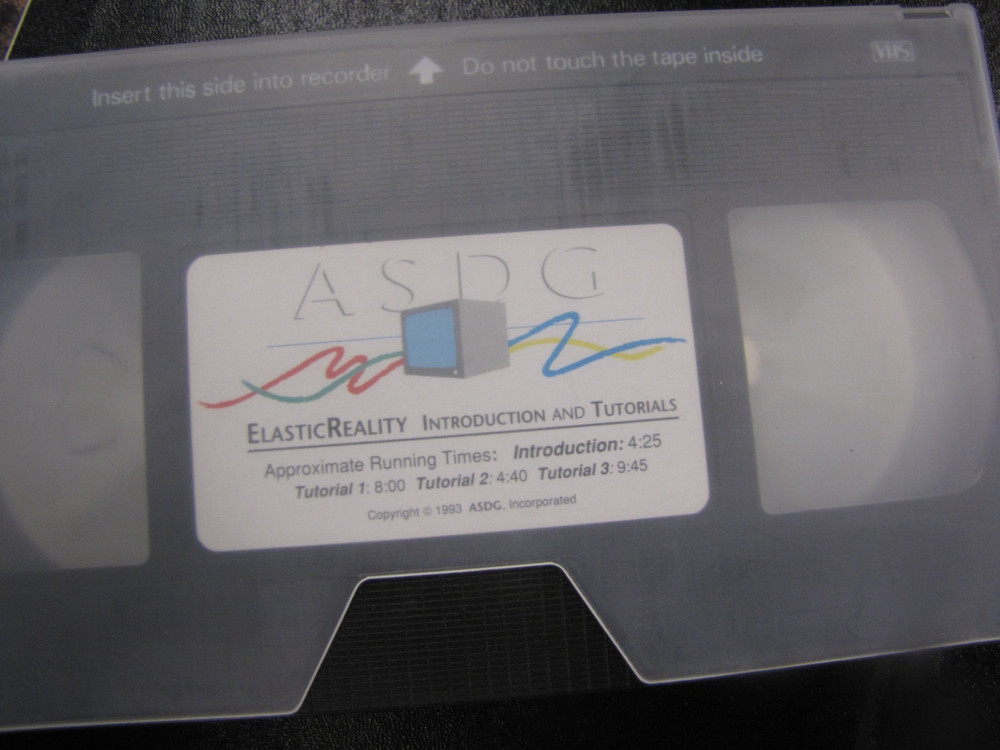 Insert this side into recorder Do not touch the tape inside VHS
ASDG
ELASTICREALITY INTRODUCTION AND TUTORIALS
Approximate Running Times: Introduction: 4:25
Tutorial 1: 8:00 Tutorial 2: 4:40 Tutorial 3: 9:45
Copyright © 1993 ASDG, Incorporated